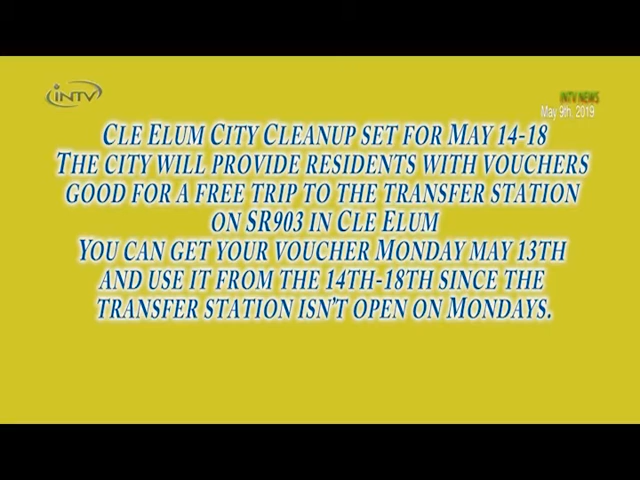 iNTV
INTV NEWS
May 9th, 2019
CLE ELUM CITY CLEANUP SET FOR MAY 14-18
THE CITY WILL PROVIDE RESIDENTS WITH VOUCHERS
GOOD FOR A FREE TRIP TO THE TRANSFER STATION
ON SR903 IN CLE ELUM
YOU CAN GET YOUR VOUCHER MONDAY MAY 13TH
AND USE IT FROM THE 14TH-18TH SINCE THE
TRANSFER STATION ISN'T OPEN ON MONDAYS.